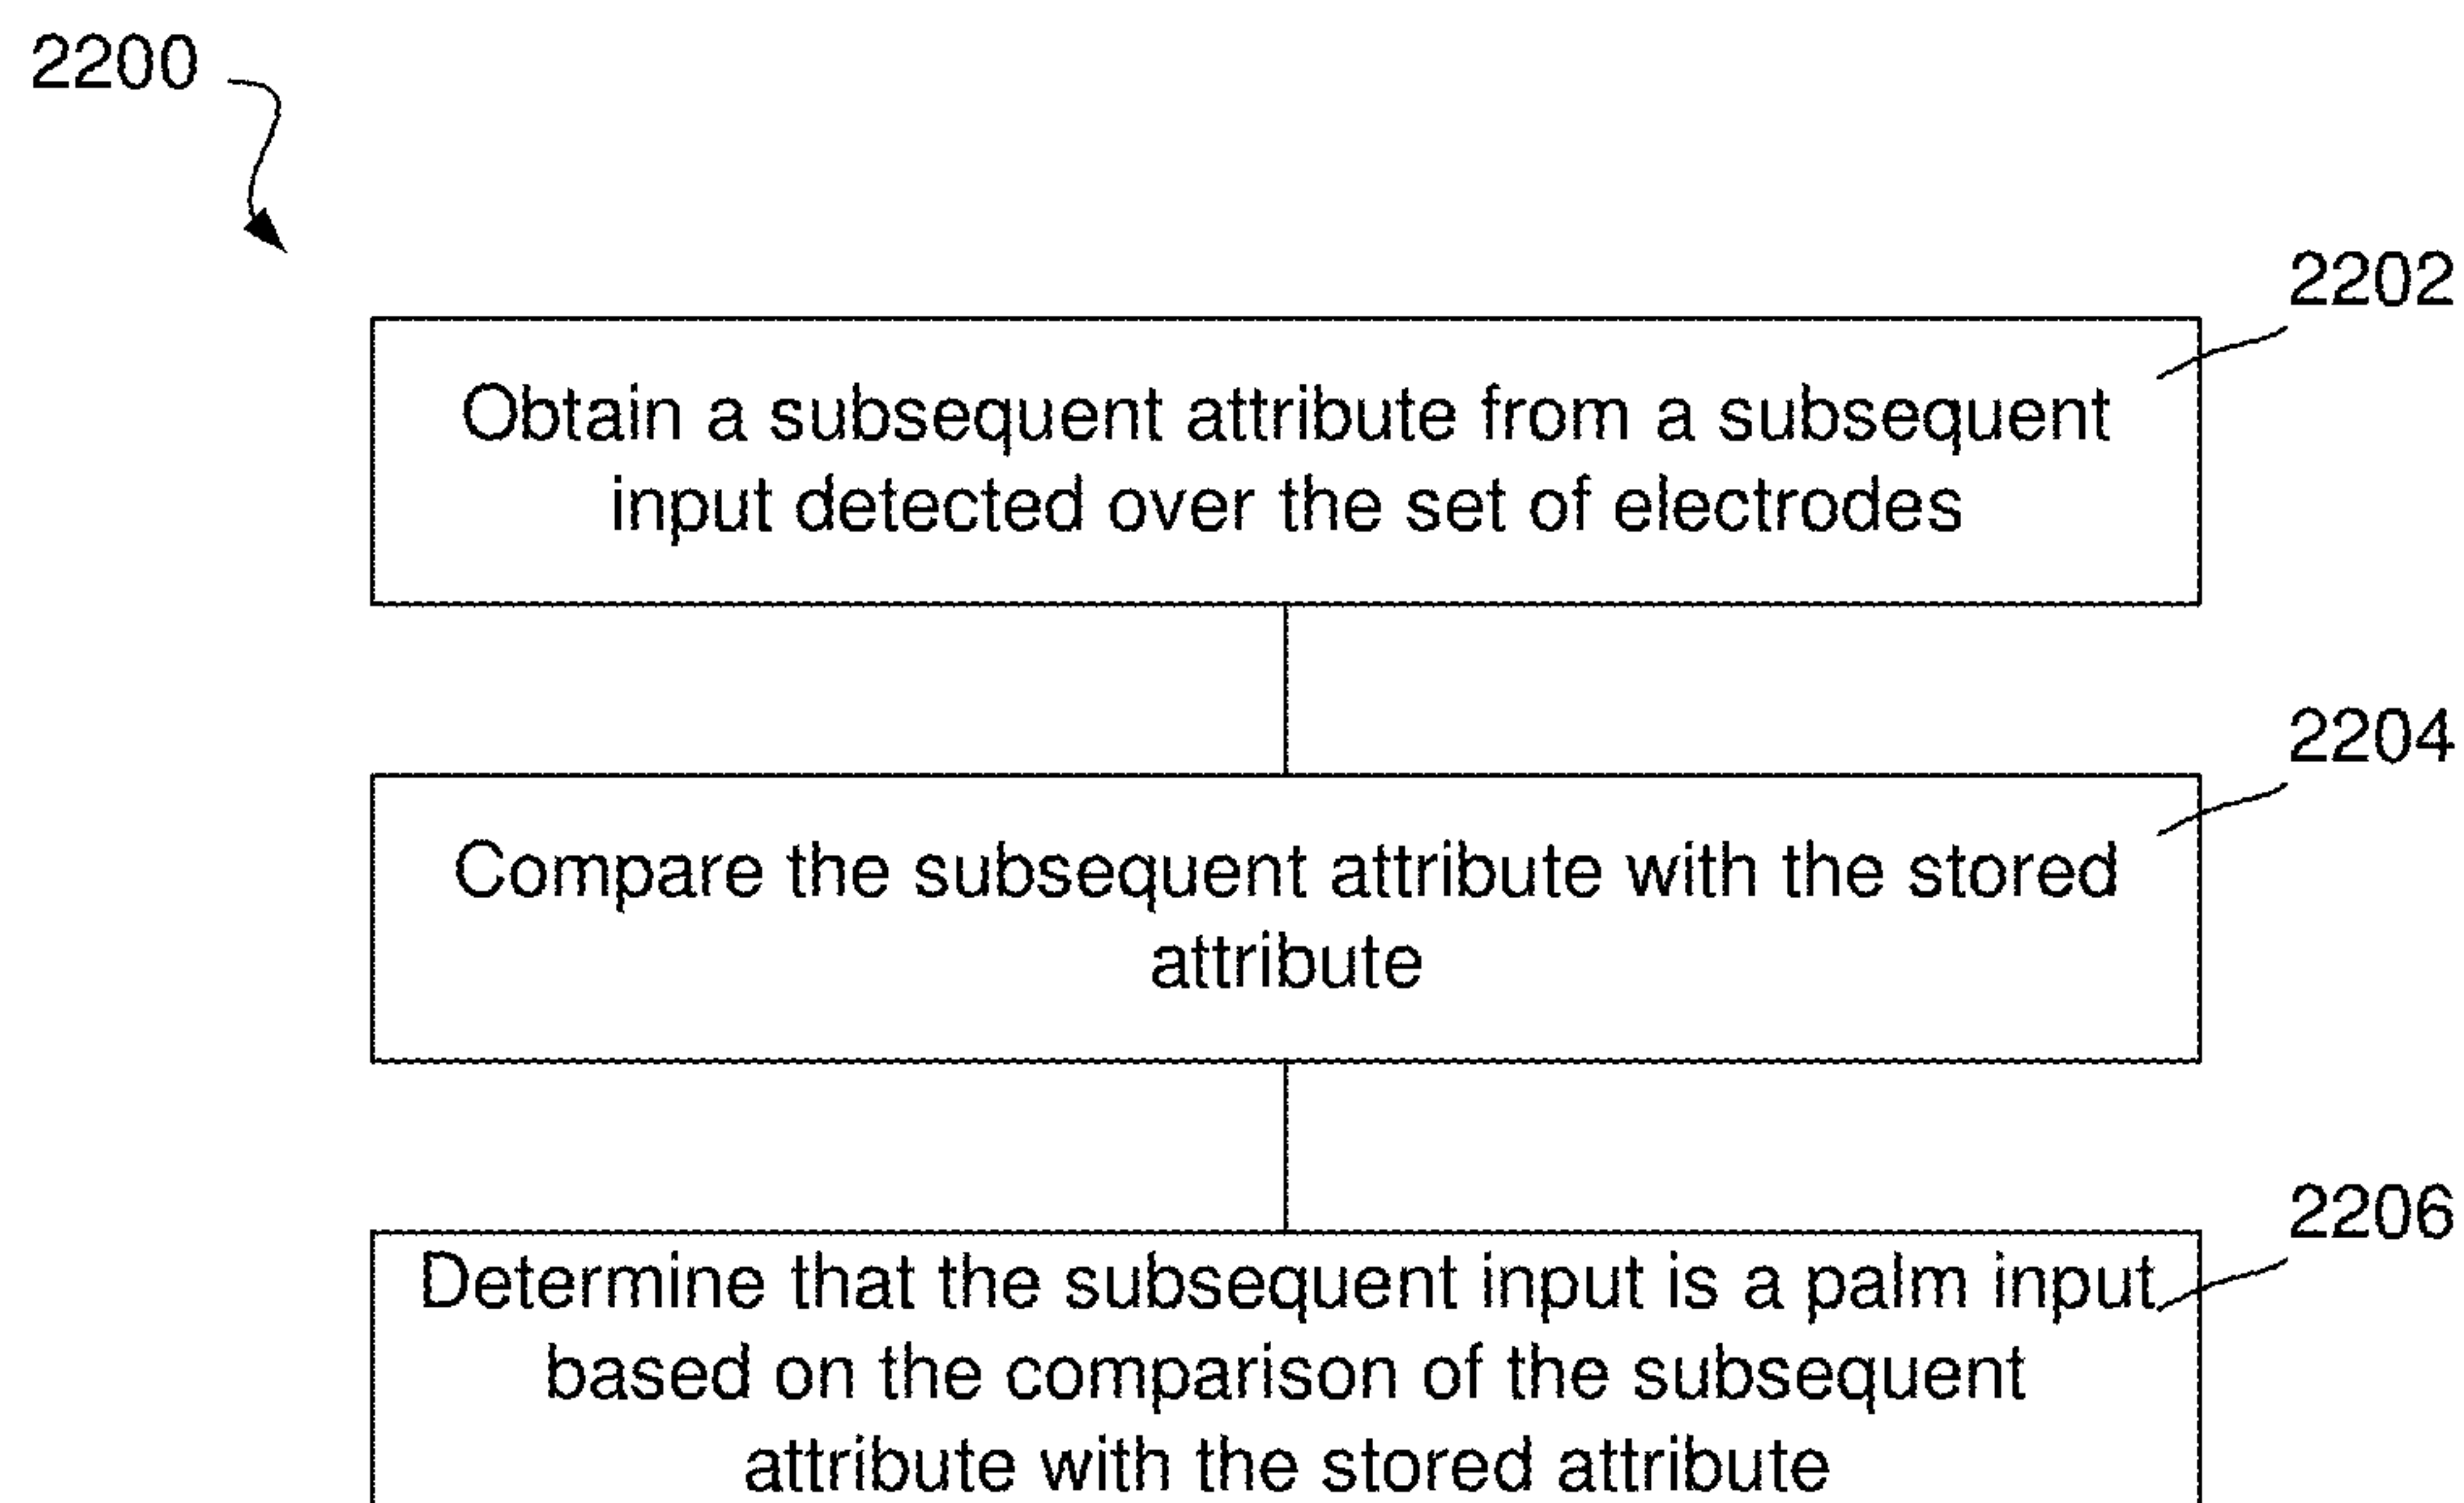 2200
2202
Obtain a subsequent attribute from a subsequent
input detected over the set of electrodes
2204
Compare the subsequent attribute with the stored
attribute
2206
Determine that the subsequent input is a palm input
based on the comparison of the subsequent
attribute with the stored attribute